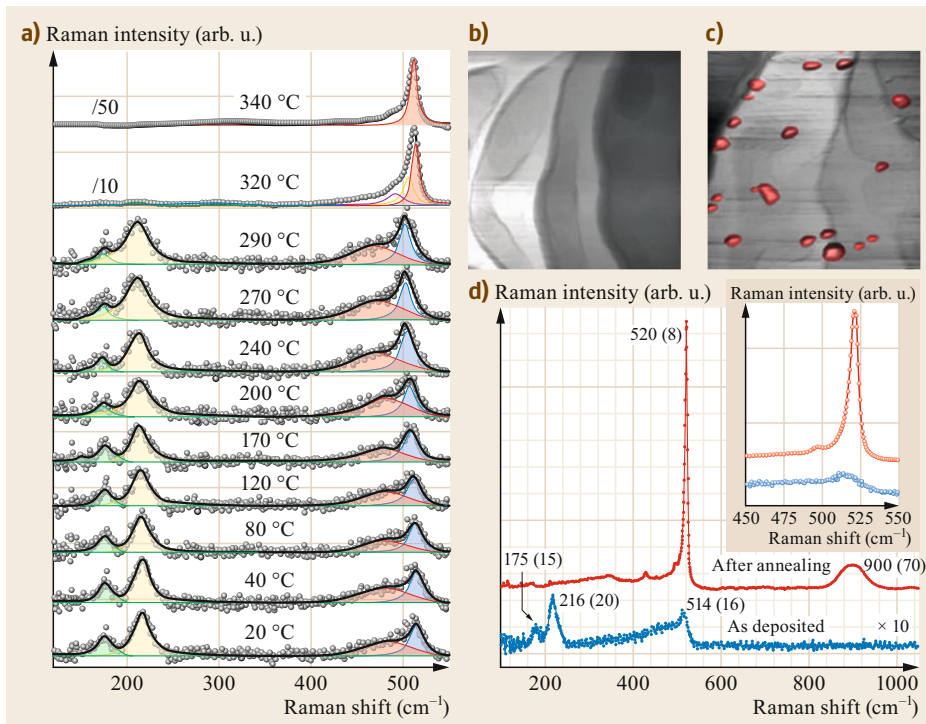 a) Raman intensity (arb. u.)
/50
340 °C
/10
320 °C
290 °C
270 °C
240 °C
200 °C
170 °C
120 °C
80 °C
40 °C
20 °C
200 300 400 500
Raman shift (cm⁻¹)
b)
c)
d) Raman intensity (arb. u.)
520 (8)
175 (15)
216 (20)
514 (16)
After annealing
900 (70)
As deposited
× 10
200 400 600 800 1000
Raman shift (cm⁻¹)
Raman intensity (arb. u.)
450 475 500 525 550
Raman shift (cm⁻¹)